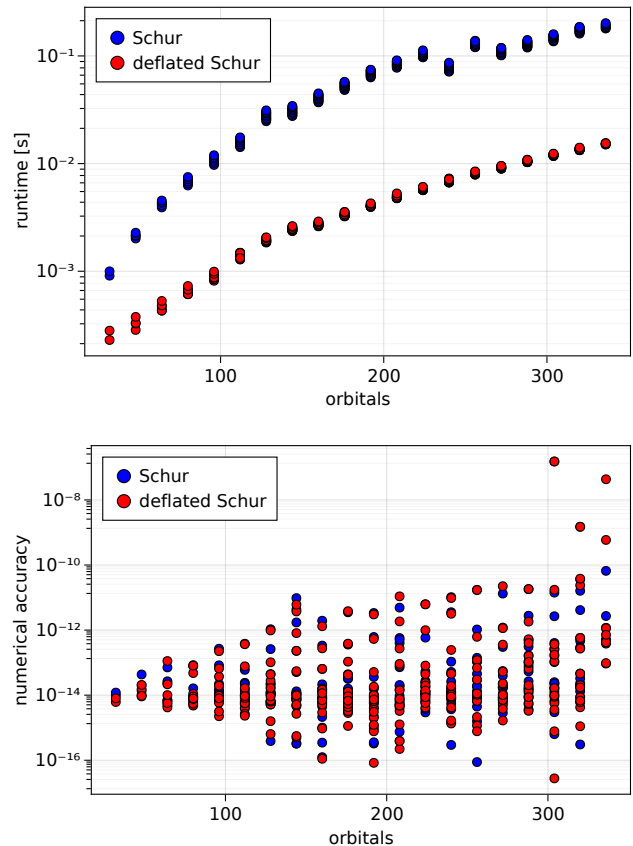 Schur
deflated Schur
runtime [s]
10⁻¹
10⁻²
10⁻³
100
200
300
orbitals
Schur
deflated Schur
numerical accuracy
10⁻⁸
10⁻¹⁰
10⁻¹²
10⁻¹⁴
10⁻¹⁶
100
200
300
orbitals